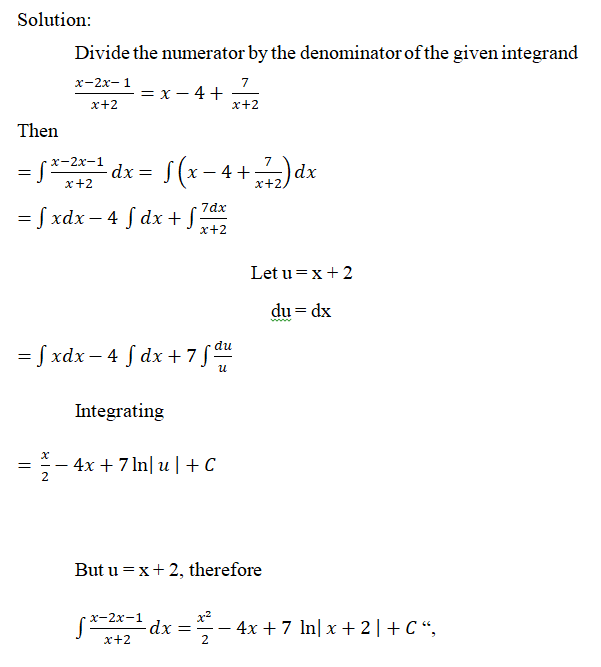 Solution:
Divide the numerator by the denominator of the given integrand
\frac{x-2x-1}{x+2} = x - 4 + \frac{7}{x+2}
Then
= \int \frac{x-2x-1}{x+2} dx = \int \left( x - 4 + \frac{7}{x+2} \right) dx
= \int xdx - 4 \int dx + \int \frac{7dx}{x+2}
Let u = x + 2
du = dx
= \int xdx - 4 \int dx + 7 \int \frac{du}{u}
Integrating
= \frac{x}{2} - 4x + 7 ln| u | + C
But u = x + 2, therefore
\int \frac{x-2x-1}{x+2} dx = \frac{x^2}{2} - 4x + 7 ln| x + 2 | + C “,